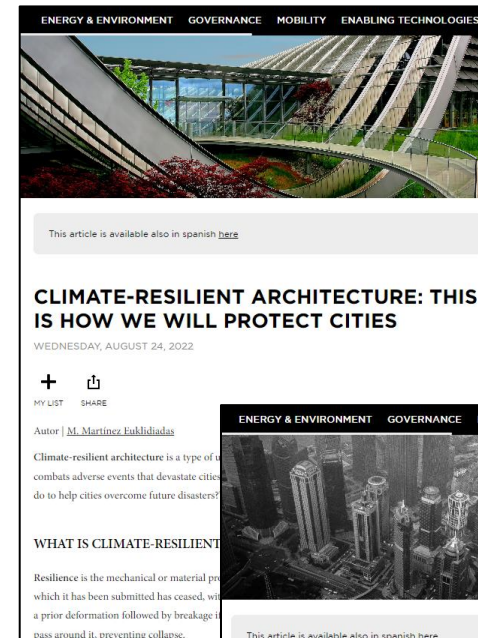 ENERGY & ENVIRONMENT GOVERNANCE MOBILITY ENABLING TECHNOLOGIES
This article is available also in spanish here
CLIMATE-RESILIENT ARCHITECTURE: THIS
IS HOW WE WILL PROTECT CITIES
WEDNESDAY, AUGUST 24, 2022
MY LIST SHARE
Autor | M. Martínez Euklidiadas
Climate-resilient architecture is a type of
combats adverse events that devastate cities
do to help cities overcome future disasters?
WHAT IS CLIMATE-RESILIENT
Resilience is the mechanical or material
which it has been submitted has ceased,
a prior deformation followed by breakage
pass around it, preventing collapse.
ENERGY & ENVIRONMENT GOVERNANCE
This article is available also in spanish here